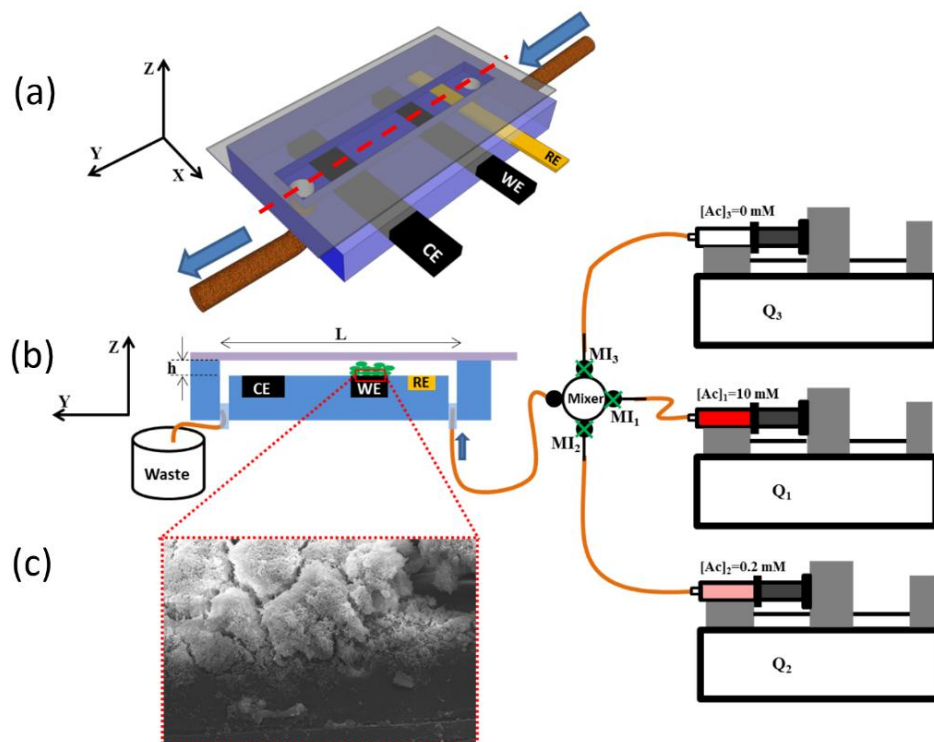 (a)
Z
Y
X
RE
WE
CE
(b)
Z
Y
L
h
CE
WE
RE
Waste
Mixer
MI3
MI1
MI2
[Ac]3=0 mM
Q3
[Ac]1=10 mM
Q1
[Ac]2=0.2 mM
Q2
(c)